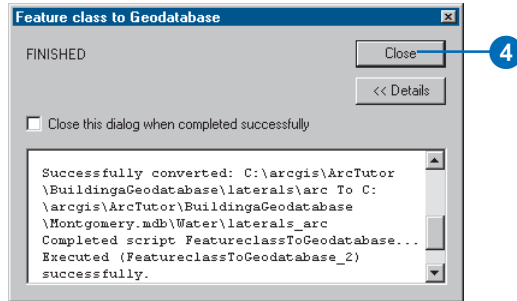 Feature class to Geodatabase
FINISHED
Close
4
<< Details
Close this dialog when completed successfully
Successfully converted: C:\arcgis\ArcTutor
\BuildingaGeodatabase\laterals\arc To C:
\arcgis\ArcTutor\BuildingaGeodatabase
\Montgomery.mdb\Water\laterals_arc
Completed script FeatureclassToGeodatabase...
Executed (FeatureclassToGeodatabase_2)
successfully.